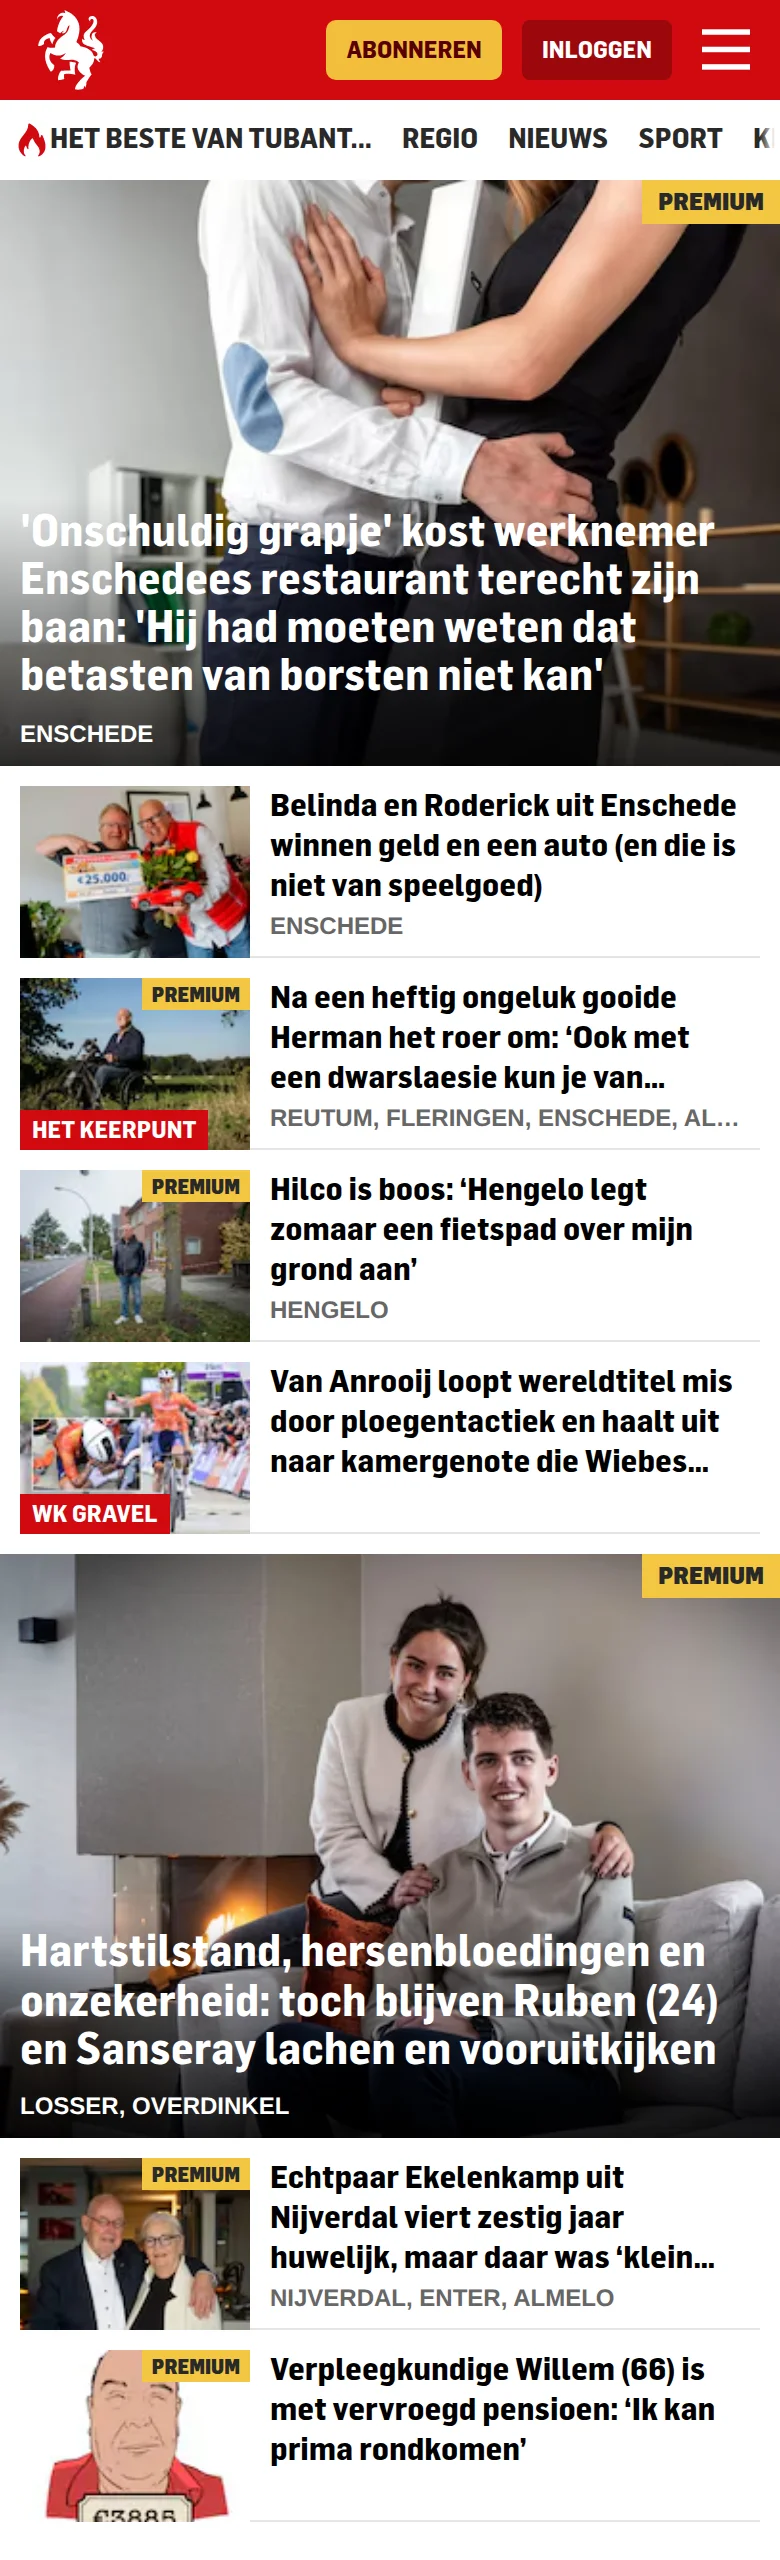 ABONNEREN
INLOGGEN
HET BESTE VAN TUBANT...
REGIO
NIEUWS
SPORT
PREMIUM
'Onschuldig grapje' kost werknemer
Enschedees restaurant terecht zijn
baan: 'Hij had moeten weten dat
betasten van borsten niet kan'
ENSCHEDE
€25.000,
Belinda en Roderick uit Enschede
winnen geld en een auto (en die is
niet van speelgoed)
ENSCHEDE
PREMIUM
HET KEERPUNT
Na een heftig ongeluk gooide
Herman het roer om: ‘Ook met
een dwarslaesie kun je van...
REUTUM, FLERINGEN, ENSCHEDE, AL...
PREMIUM
Hilco is boos: ‘Hengelo legt
zomaar een fietspad over mijn
grond aan’
HENGELO
WK GRAVEL
Van Anrooij loopt wereldtitel mis
door ploegentactiek en haalt uit
naar kamergenote die Wiebes...
PREMIUM
Hartstilstand, hersenbloedingen en
onzekerheid: toch blijven Ruben (24)
en Sanseray lachen en vooruitkijken
LOSSER, OVERDINKEL
PREMIUM
Echtpaar Ekelenkamp uit
Nijverdal viert zestig jaar
huwelijk, maar daar was ‘klein...
NIJVERDAL, ENTER, ALMELO
PREMIUM
€3885
Verpleegkundige Willem (66) is
met vervroegd pensioen: ‘Ik kan
prima rondkomen’